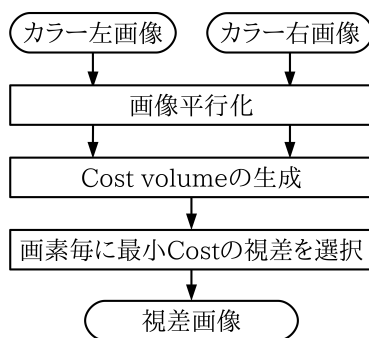 カラー左画像
カラー右画像
画像平行化
Cost volumeの生成
画素毎に最小Costの視差を選択
視差画像